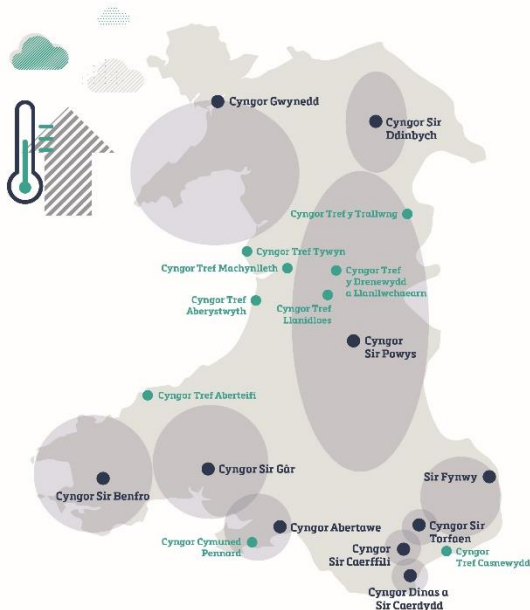 Cyngor Gwynedd
Cyngor Sir
Ddinbych
Cyngor Tref y Trallwng
Cyngor Tref Tywyn
Cyngor Tref Machynlleth
Cyngor Tref
y Drenewydd
a Llanllwchaearn
Cyngor Tref
Aberystwyth
Cyngor Tref
Llanidloes
Cyngor
Sir Powys
Cyngor Tref Aberteifi
Cyngor Sir Gâr
Sir Fynwy
Cyngor Sir Benfro
Cyngor Abertawe
Cyngor Sir
Torfaen
Cyngor Cymuned
Pennard
Cyngor
Sir Caerffili
Cyngor
Tref Casnewydd
Cyngor Dinas a
Sir Caerdydd